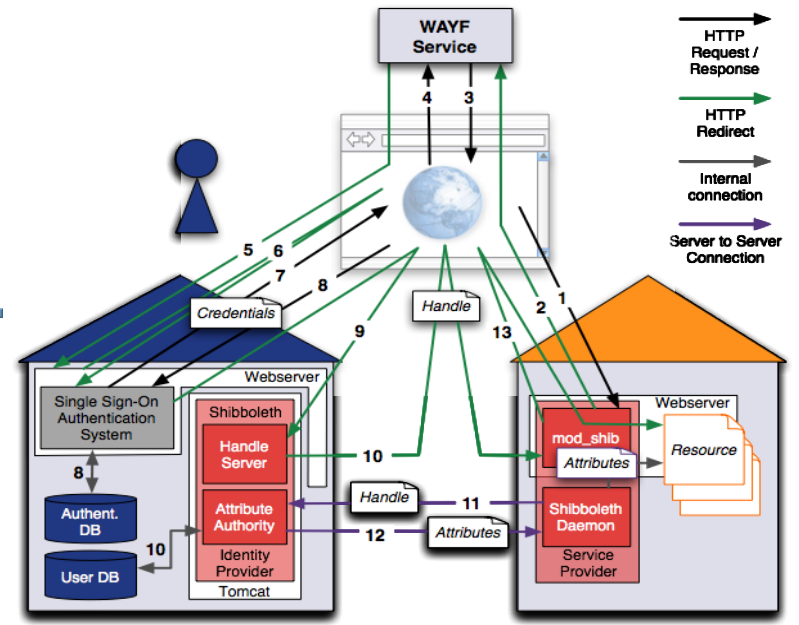 WAYF
Service
HTTP
Request /
Response
HTTP
Redirect
Internal
connection
Server to Server
Connection
4
3
5
6
7
8
Credentials
9
Handle
13
2
1
Webserver
Single Sign-On
Authentication
System
Shibboleth
Handle
Server
10
8
Authent.
DB
10
User DB
Attribute
Authority
Identity
Provider
Tomcat
Handle
11
12
Attributes
Webserver
mod_shib
Attributes
Resource
Shibboleth
Daemon
Service
Provider